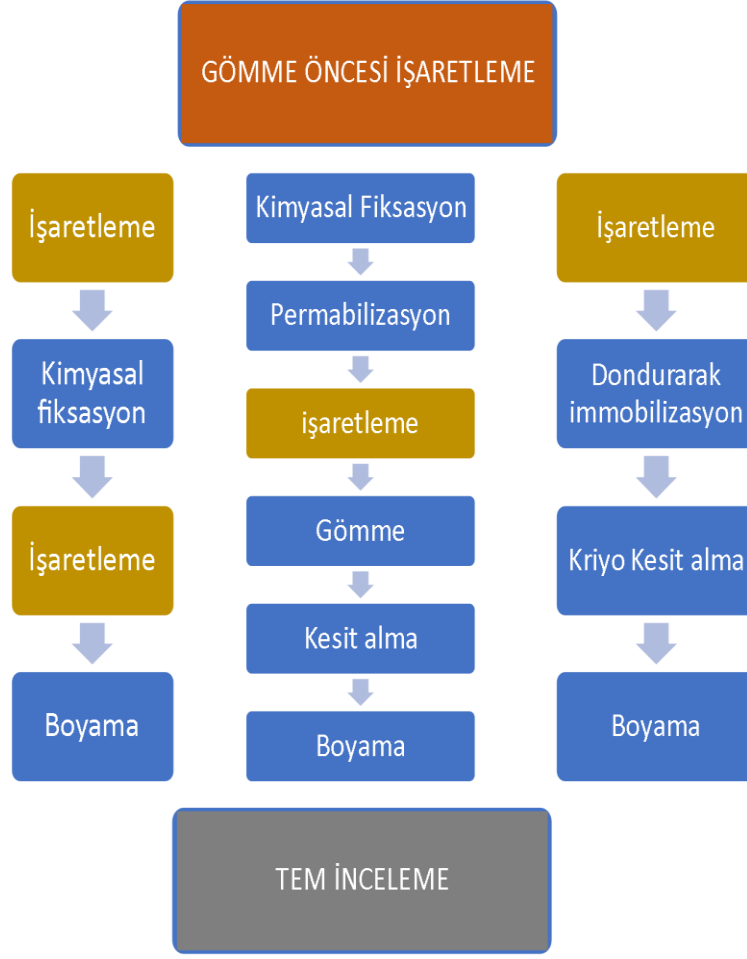 GÖMME ÖNCESİ İŞARETLEME
İşaretleme
Kimyasal
fiksasyon
İşaretleme
Boyama
Kimyasal Fiksasyon
Permabilizasyon
işaretleme
Gömme
Kesit alma
Boyama
İşaretleme
Dondurarak
immobilizasyon
Kriyo Kesit alma
Boyama
TEM İNCELEME